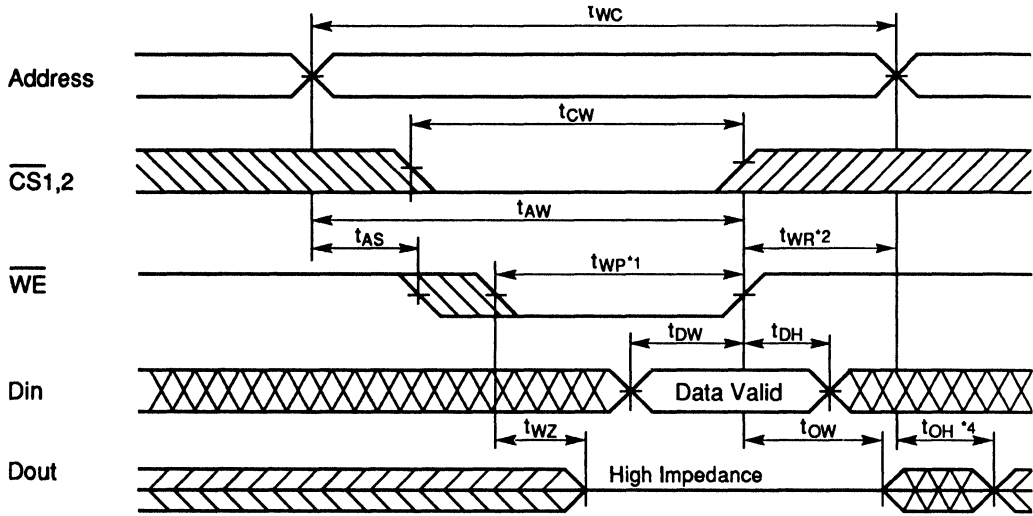 tWC
Address
tCW
CS1,2
tAW
tAS
tWR*2
WE
tWP*1
tDW
tDH
Din
Data Valid
tWZ
tOW
tOH *4
Dout
High Impedance